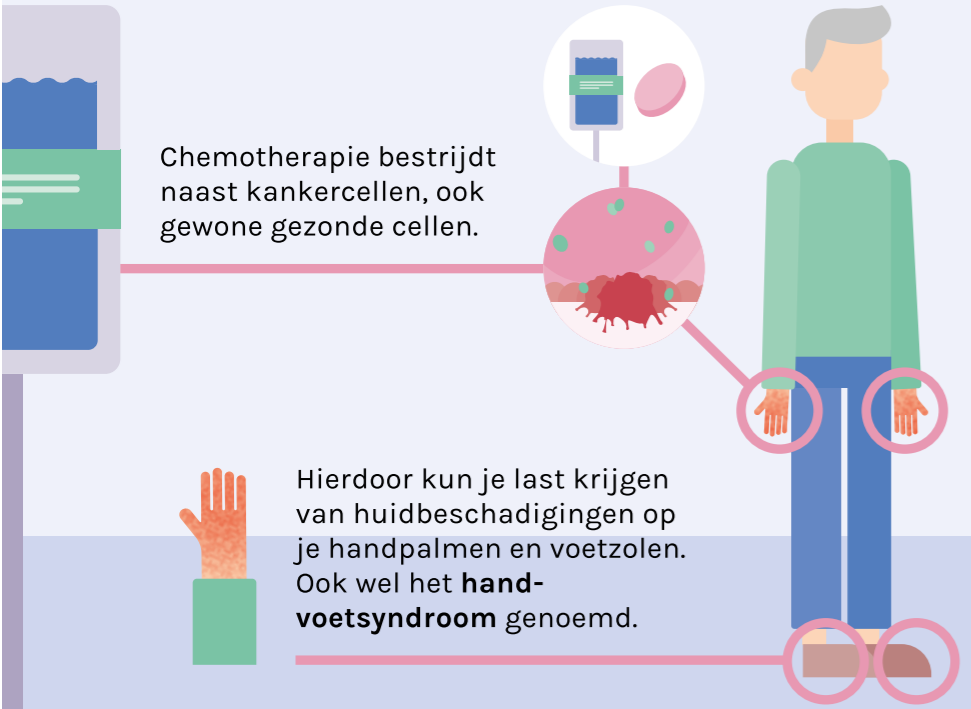 Chemotherapie bestrijdt
naast kankercellen, ook
gewone gezonde cellen.
Hierdoor kun je last krijgen
van huidbeschadigingen op
je handpalmen en voetzolen.
Ook wel het hand-
voetsyndroom genoemd.